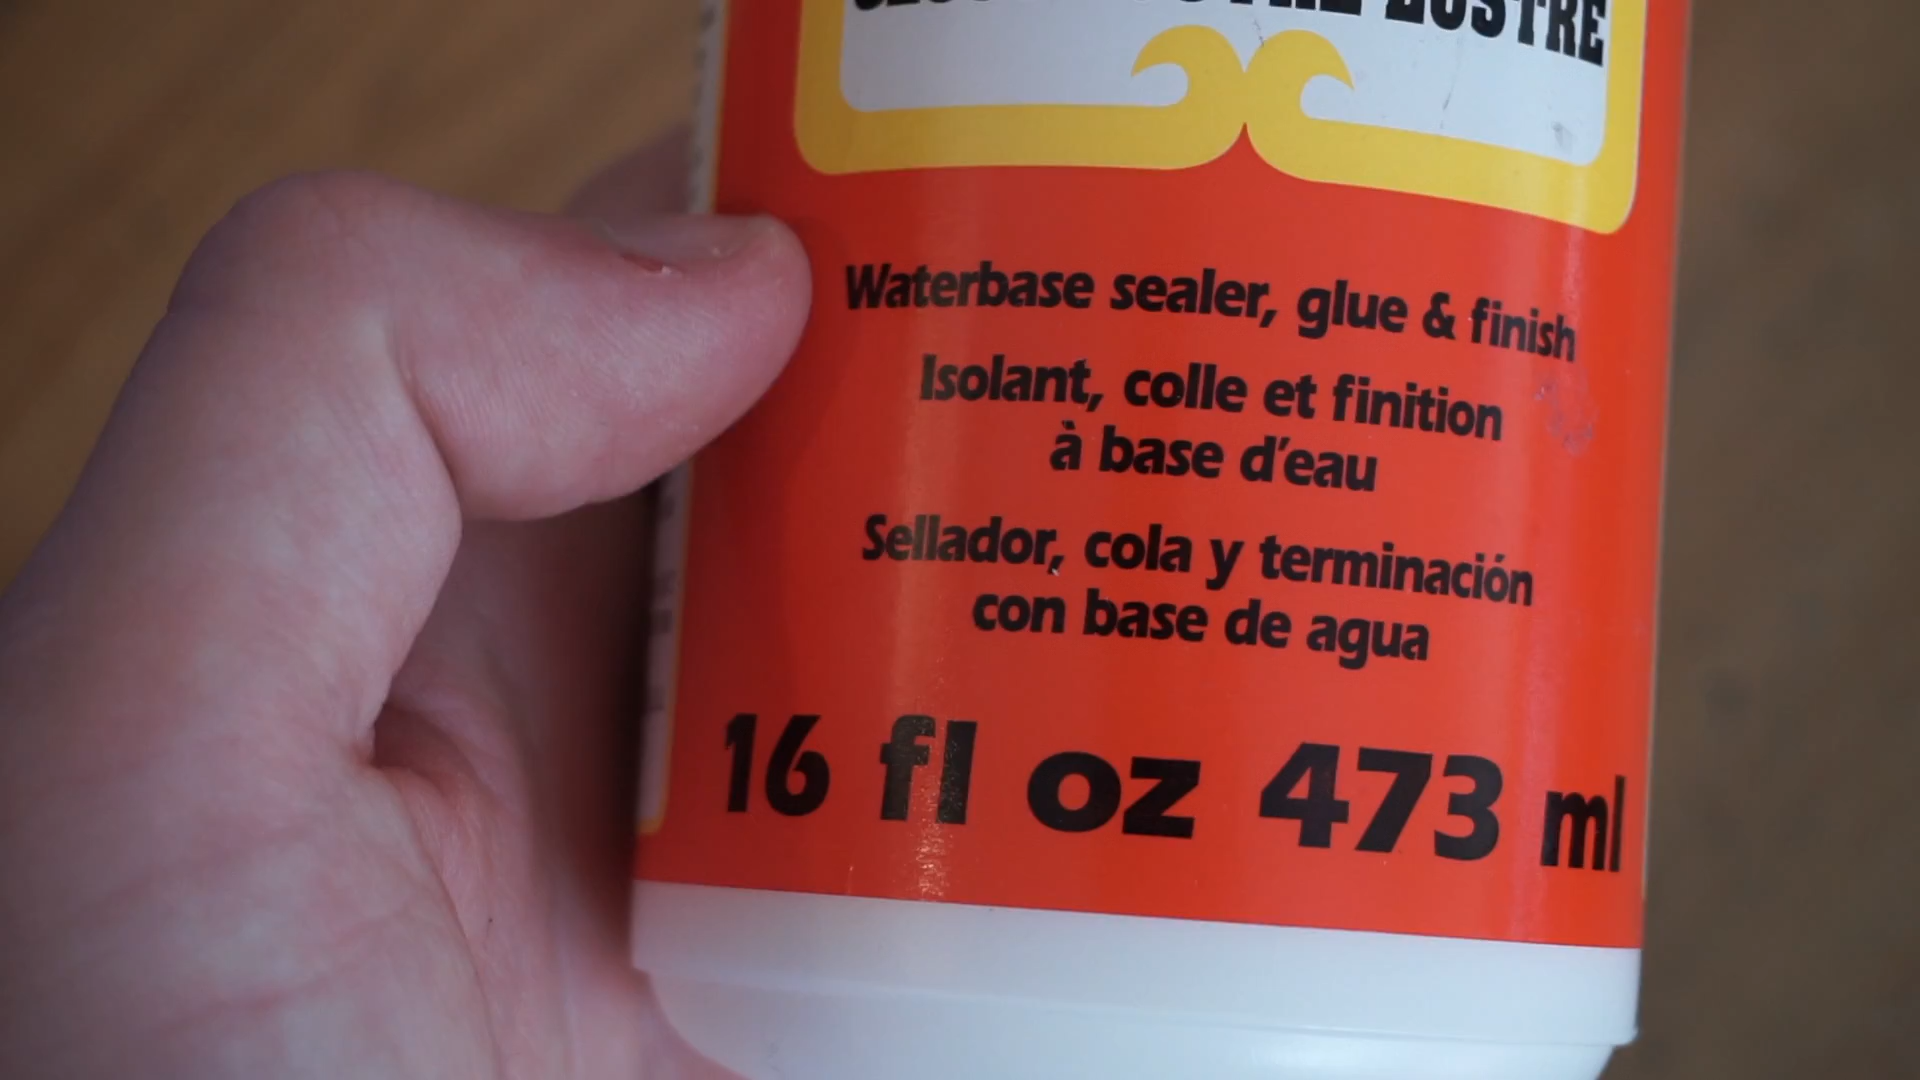 LUSTRE
Waterbase sealer, glue & finish
Isolant, colle et finition
à base d'eau
Sellador, cola y terminación
con base de agua
16 fl oz 473 ml